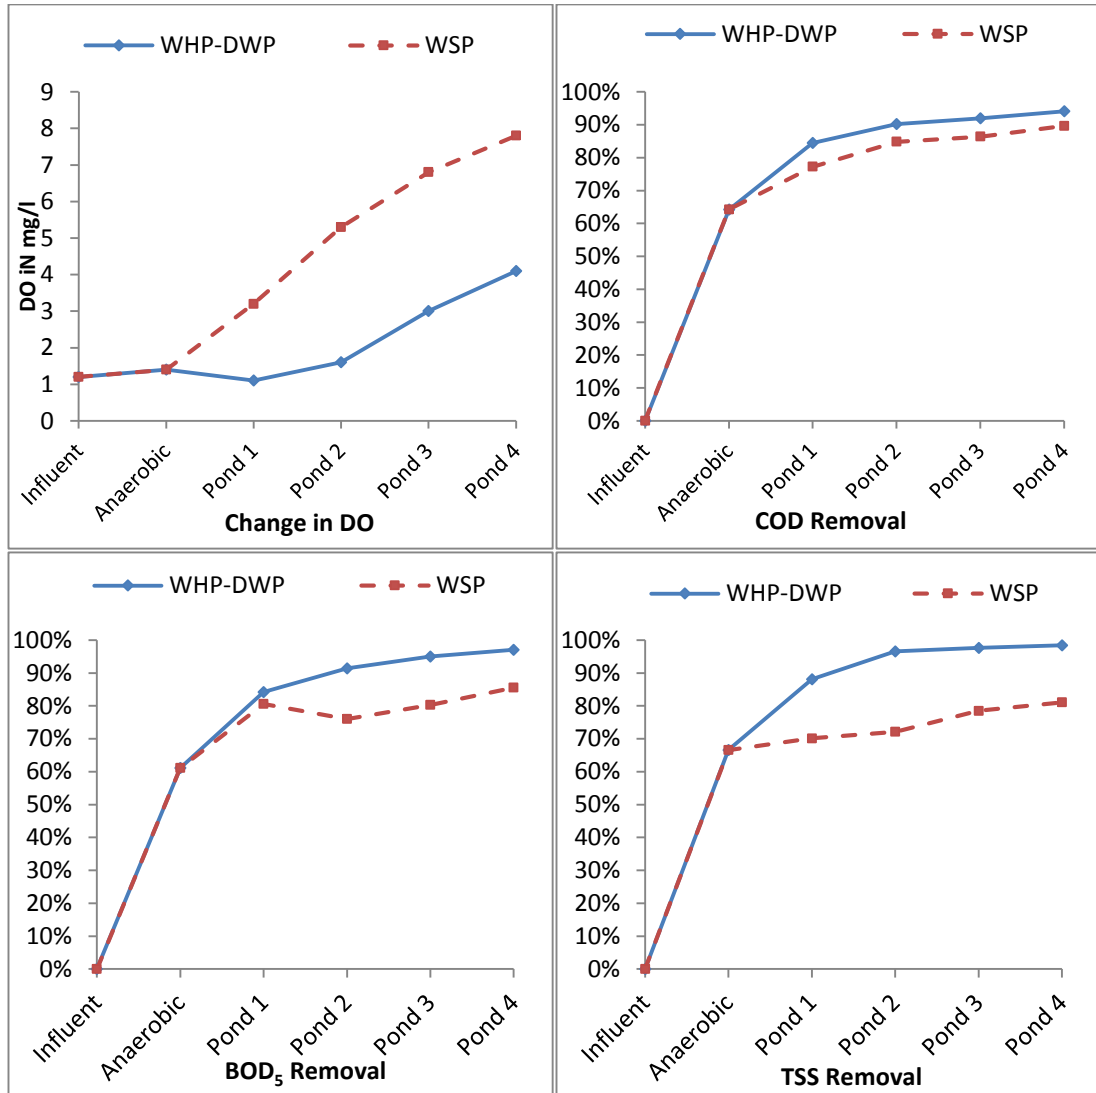 WHP-DWP WSP
9
8
7
6
5
4
3
2
1
0
DO iN mg/l
Influent
Anaerobic
Pond 1
Pond 2
Pond 3
Pond 4
Change in DO
WHP-DWP WSP
100%
90%
80%
70%
60%
50%
40%
30%
20%
10%
0%
Influent
Anaerobic
Pond 1
Pond 2
Pond 3
Pond 4
COD Removal
WHP-DWP WSP
100%
90%
80%
70%
60%
50%
40%
30%
20%
10%
0%
Influent
Anaerobic
Pond 1
Pond 2
Pond 3
Pond 4
BOD₅ Removal
WHP-DWP WSP
100%
90%
80%
70%
60%
50%
40%
30%
20%
10%
0%
Influent
Anaerobic
Pond 1
Pond 2
Pond 3
Pond 4
TSS Removal